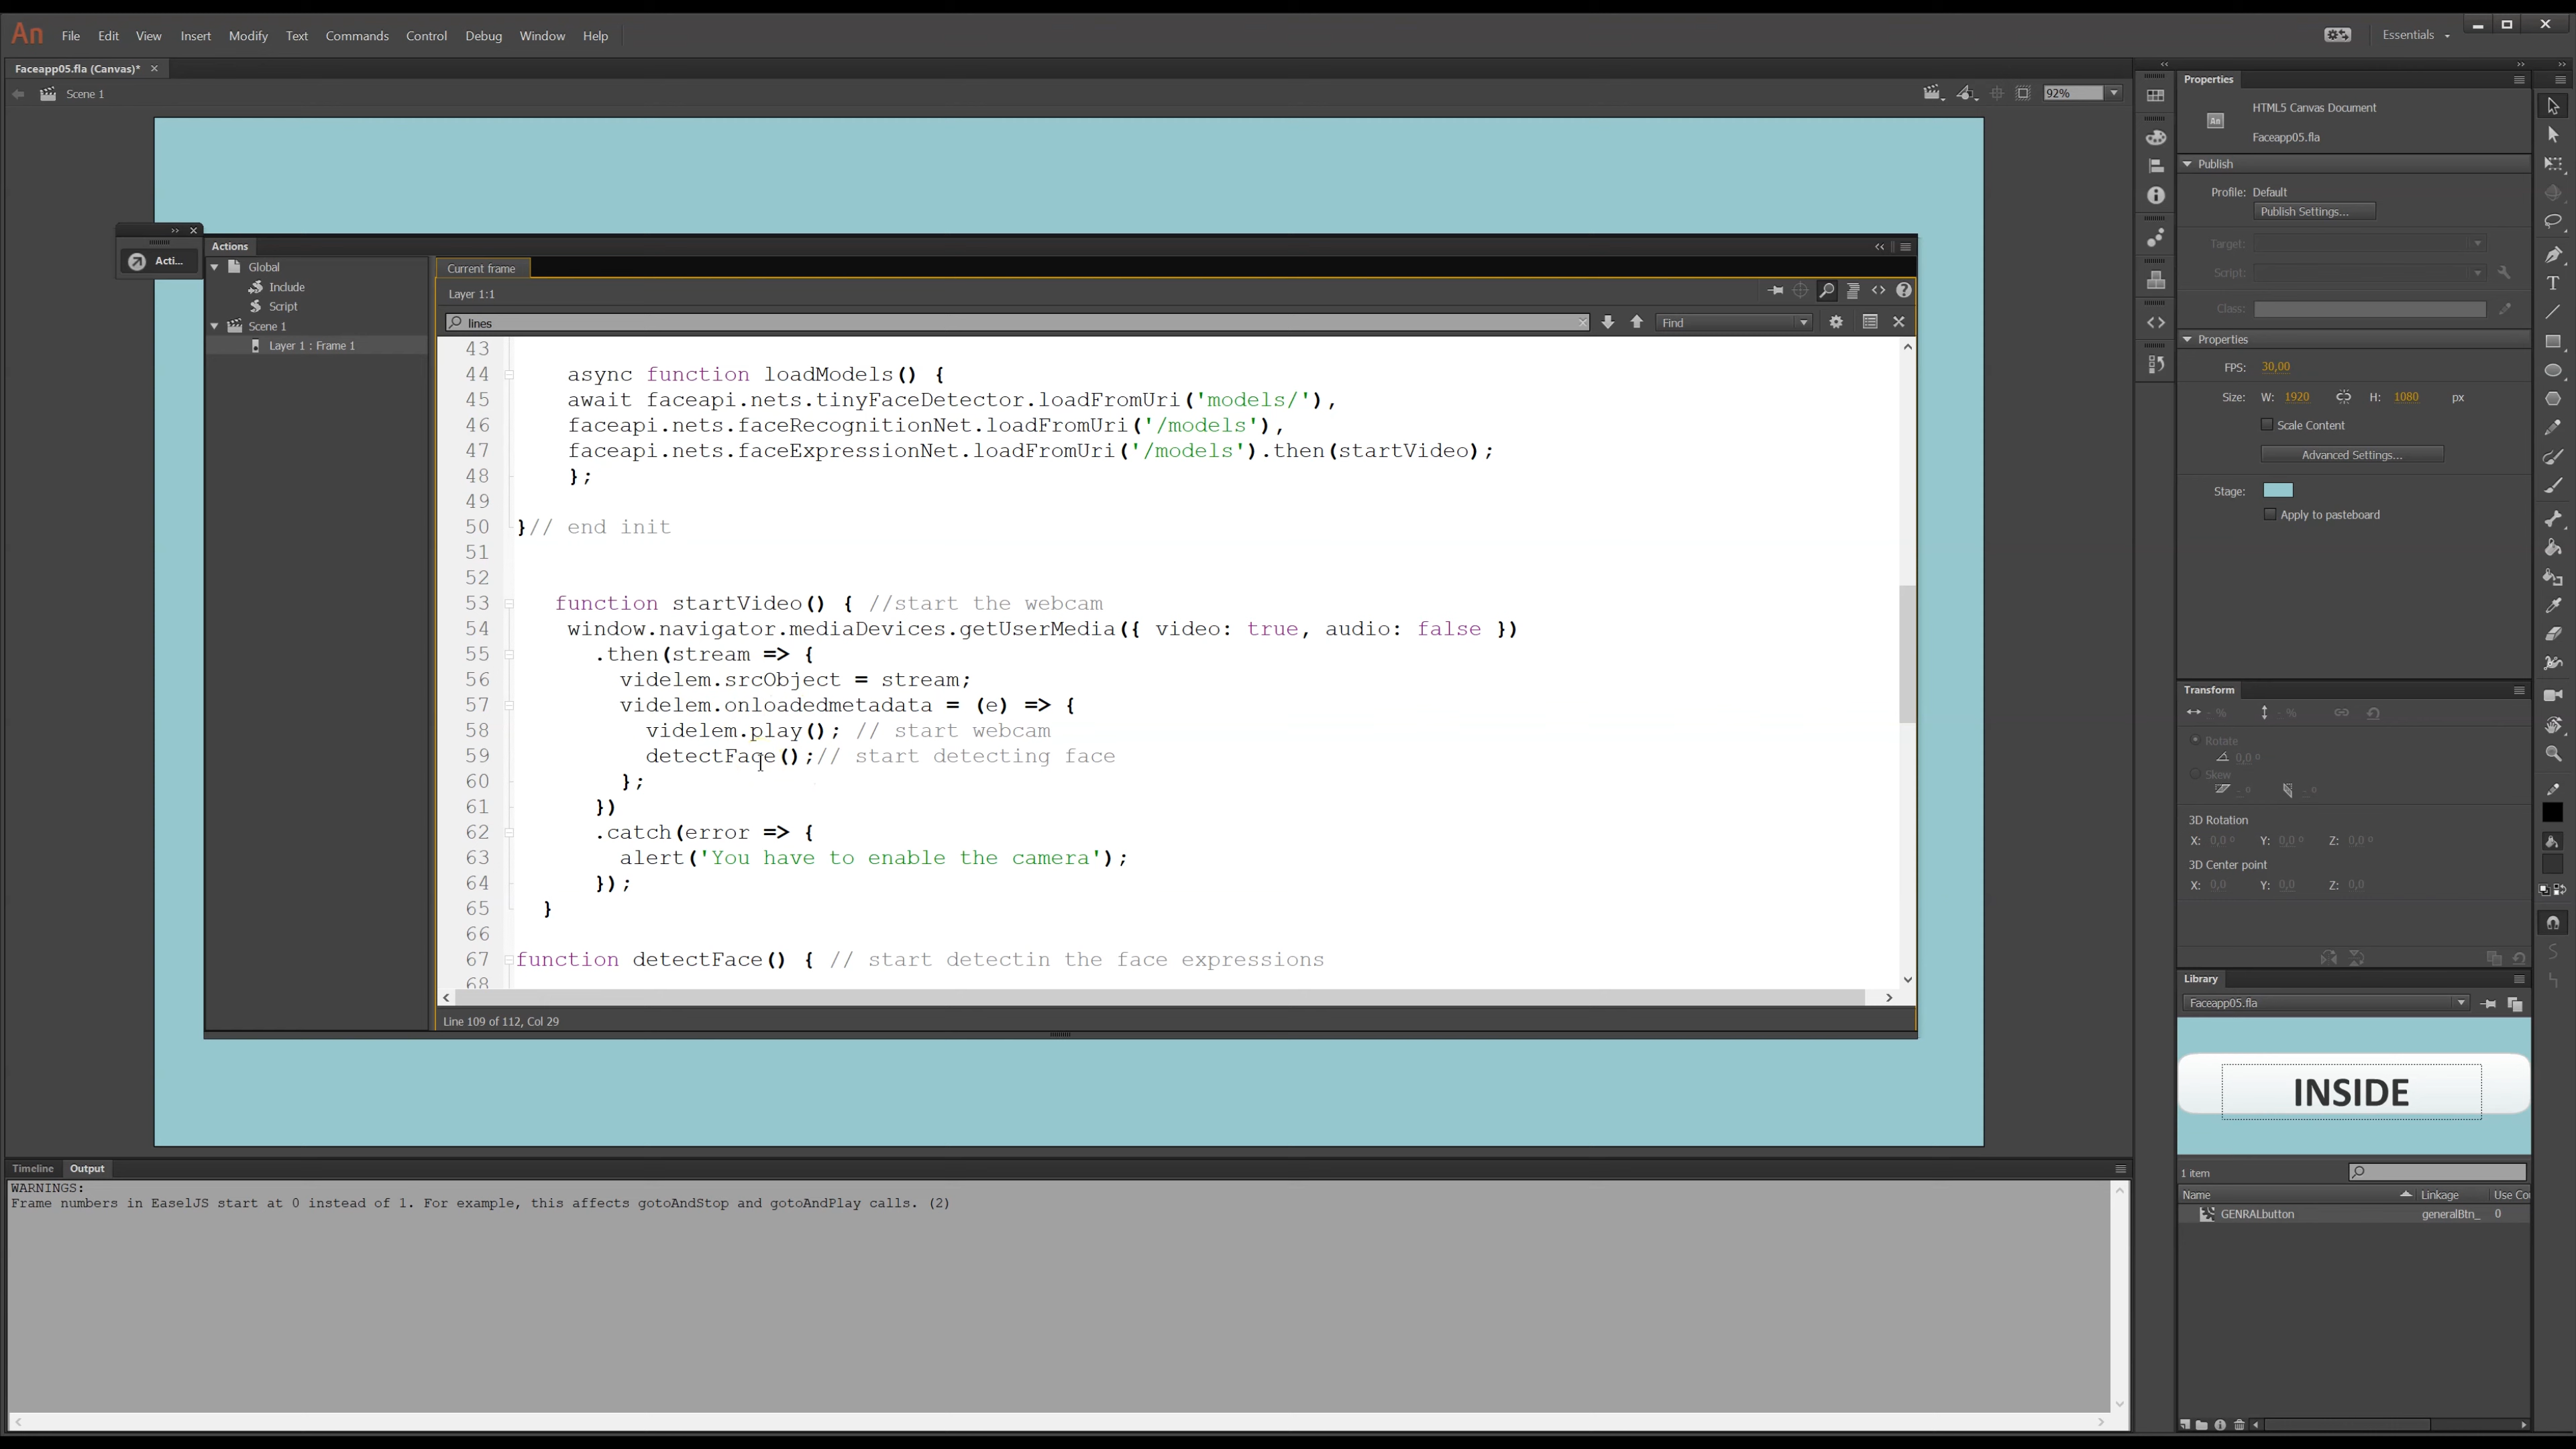 An File Edit View Insert Modify Text Commands Control Debug Window Help Essentials
Faceapp05.fla (Canvas)*
Scene 1 92%
Acti...
Actions
Global
Include
Script
Scene 1
Layer 1 : Frame 1
Current frame
Layer 1:1
lines Find
43
44 async function loadModels() {
45 await faceapi.nets.tinyFaceDetector.loadFromUri('models/'),
46 faceapi.nets.faceRecognitionNet.loadFromUri('/models'),
47 faceapi.nets.faceExpressionNet.loadFromUri('/models').then(startVideo);
48 };
49
50 }// end init
51
52
53 function startVideo() { //start the webcam
54 window.navigator.mediaDevices.getUserMedia({ video: true, audio: false })
55 .then(stream => {
56 videlem.srcObject = stream;
57 videlem.onloadedmetadata = (e) => {
58 videlem.play(); // start webcam
59 detectFace();// start detecting face
60 };
61 })
62 .catch(error => {
63 alert('You have to enable the camera');
64 });
65 }
66
67 function detectFace() { // start detectin the face expressions
68
Line 109 of 112, Col 29
Timeline Output
WARNINGS:
Frame numbers in EaselJS start at 0 instead of 1. For example, this affects gotoAndStop and gotoAndPlay calls. (2)
Properties
HTML5 Canvas Document
An
Faceapp05.fla
Publish
Profile: Default
Publish Settings...
Target:
Script:
Class:
Properties
FPS: 30,00
Size: W: 1920 H: 1080 px
Scale Content
Advanced Settings...
Stage:
Apply to pasteboard
Transform
- % - %
Rotate
0,0 °
Skew
- ° - °
3D Rotation
X: 0,0 ° Y: 0,0 ° Z: 0,0 °
3D Center point
X: 0,0 Y: 0,0 Z: 0,0
Library
Faceapp05.fla
INSIDE
1 item
Name Linkage Use Co
GENRALbutton generalBtn_ 0